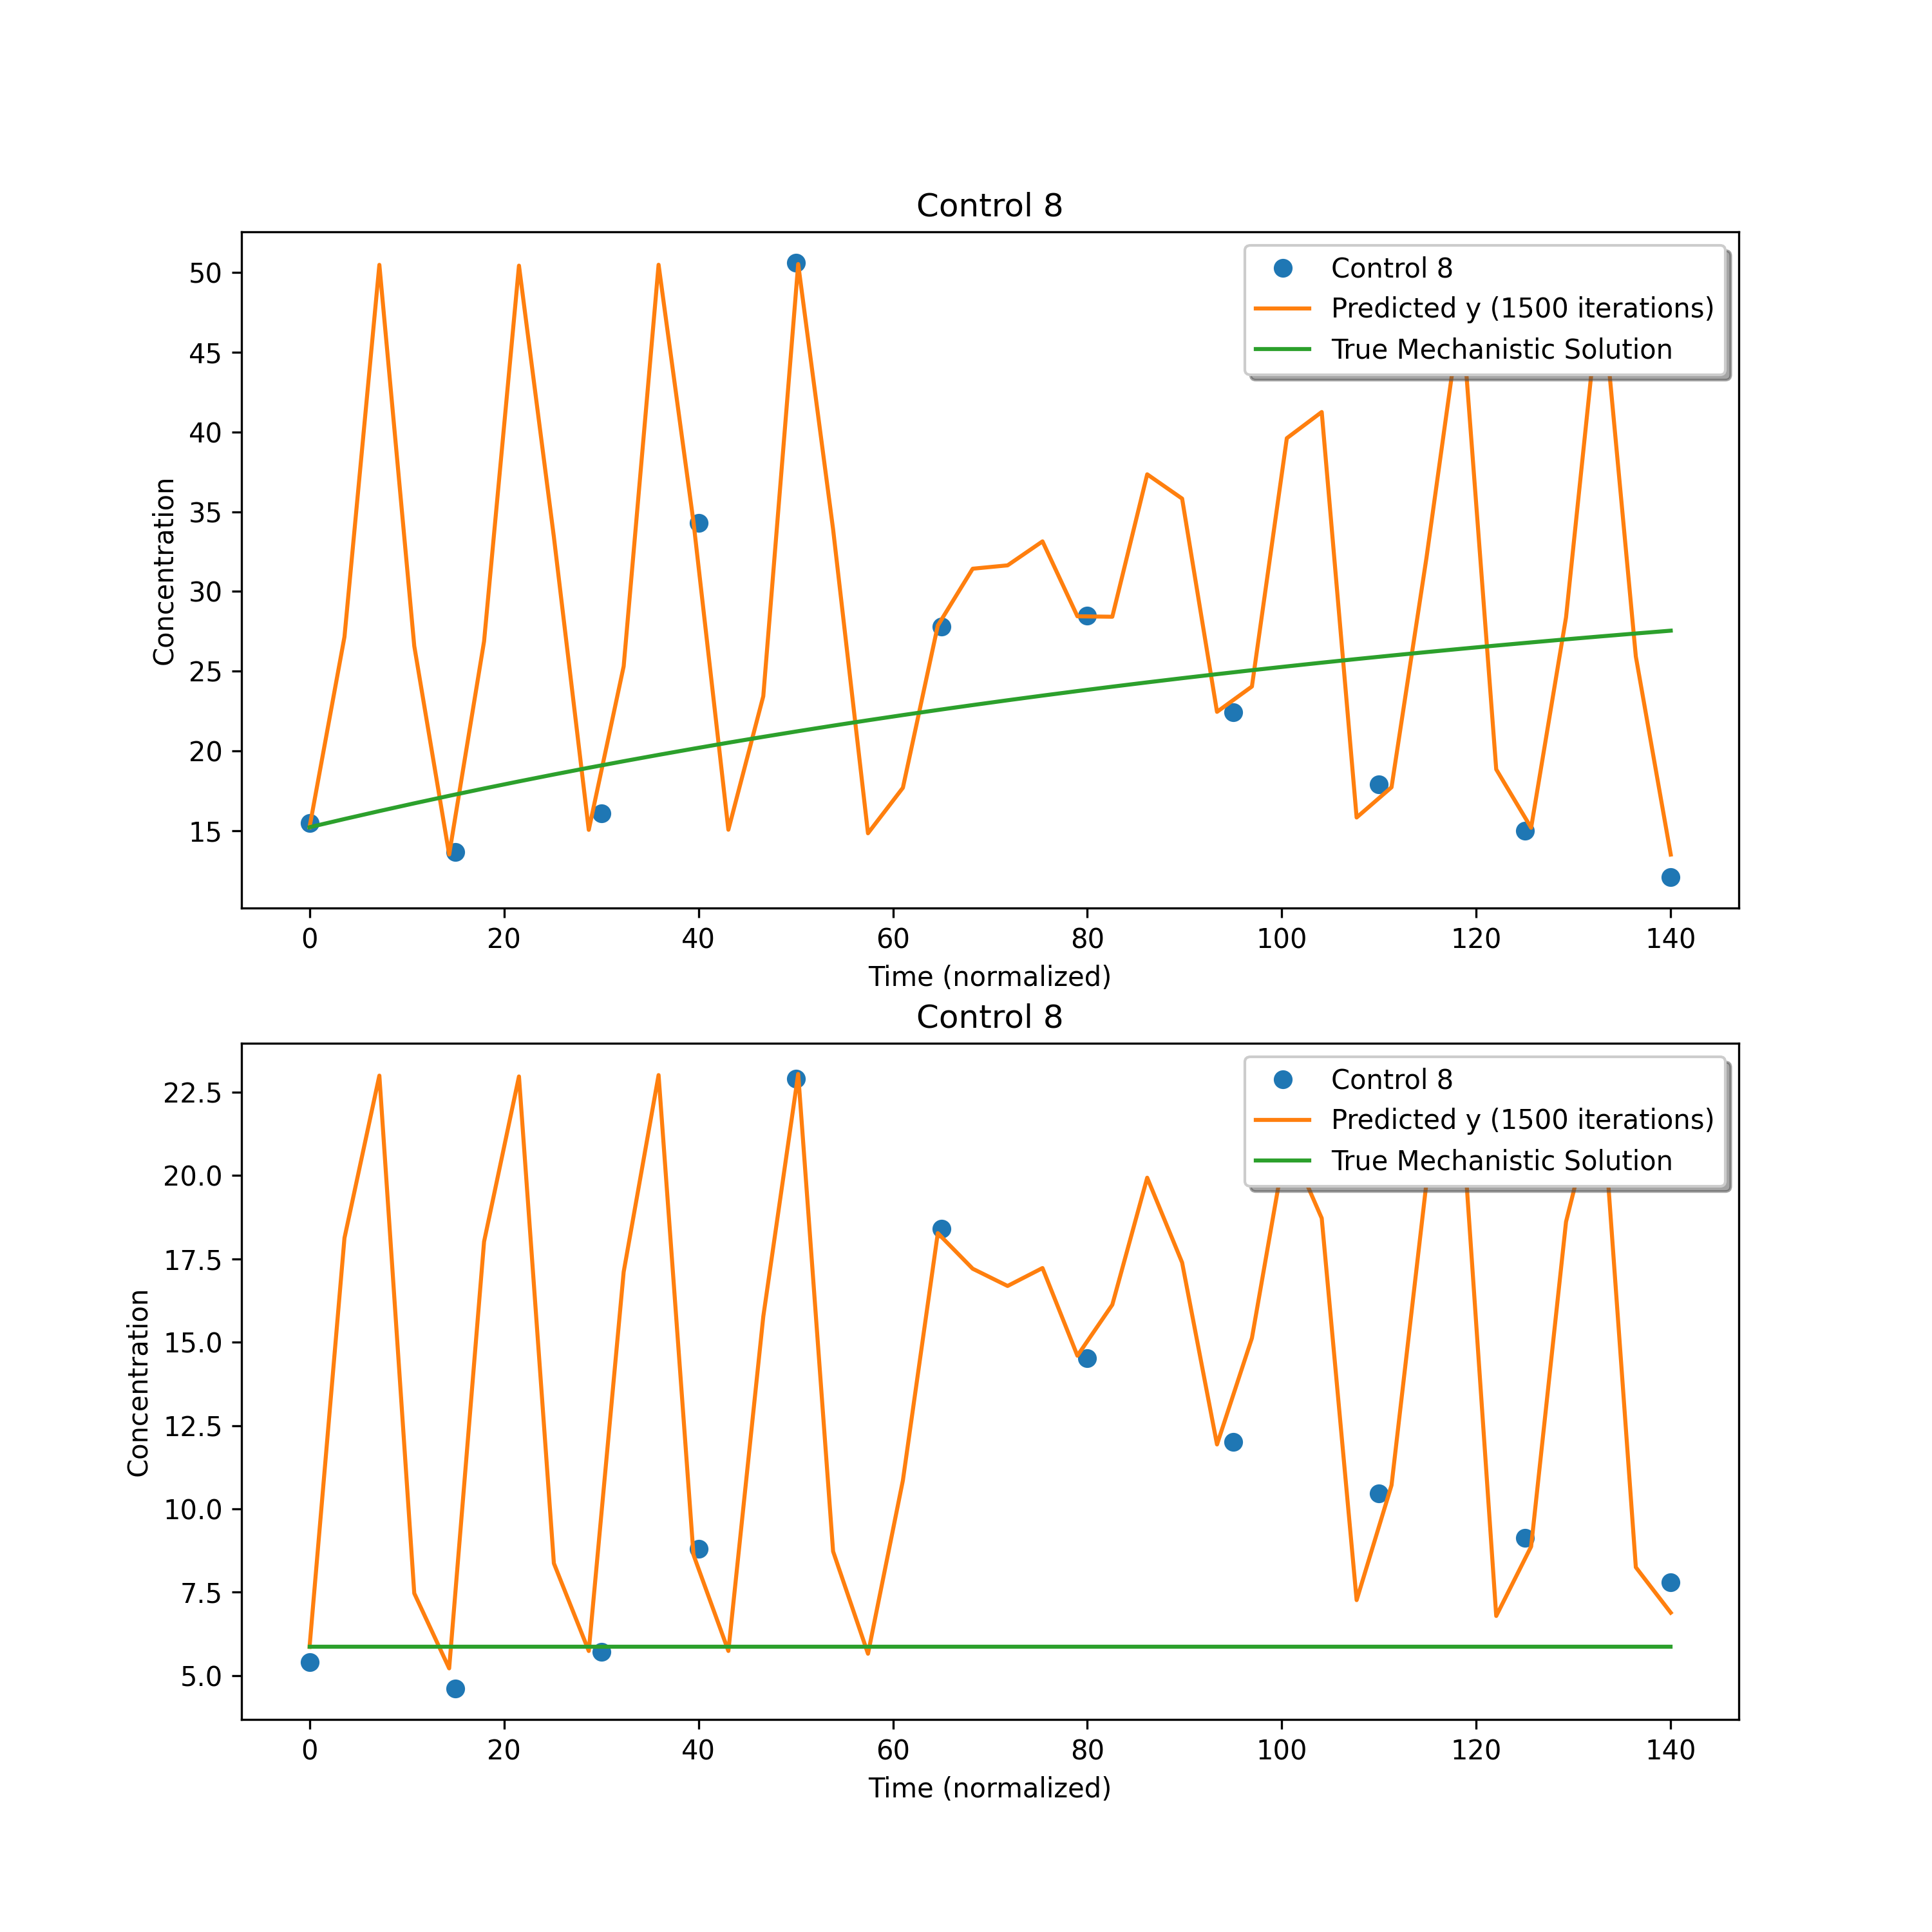 Control 8
50
45
40
35
30
25
20
15
Concentration
Control 8
Predicted y (1500 iterations)
True Mechanistic Solution
0 20 40 60 80 100 120 140
Time (normalized)
Control 8
22.5
20.0
17.5
15.0
12.5
10.0
7.5
5.0
Concentration
Control 8
Predicted y (1500 iterations)
True Mechanistic Solution
0 20 40 60 80 100 120 140
Time (normalized)